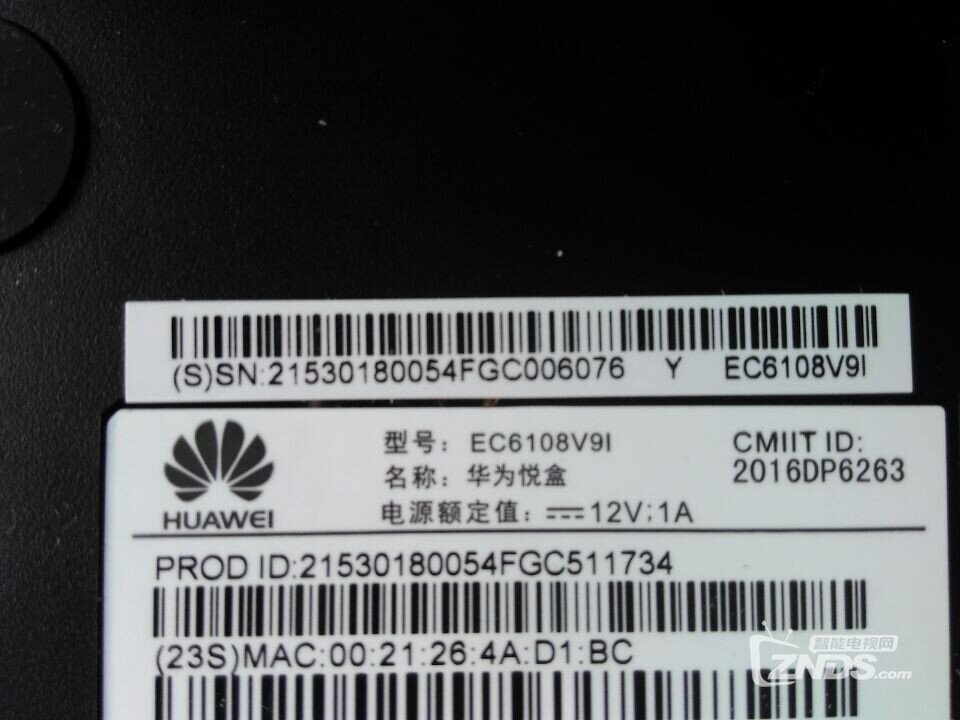 (S)SN:21530180054FGC006076 Y EC6108V9I
HUAWEI
型号: EC6108V9I
名称: 华为悦盒
电源额定值: 12V;1A
CMIIT ID:
2016DP6263
PROD ID:21530180054FGC511734
(23S)MAC:00:21:26:4A:D1:BC
智能电视网
ZNDS.com